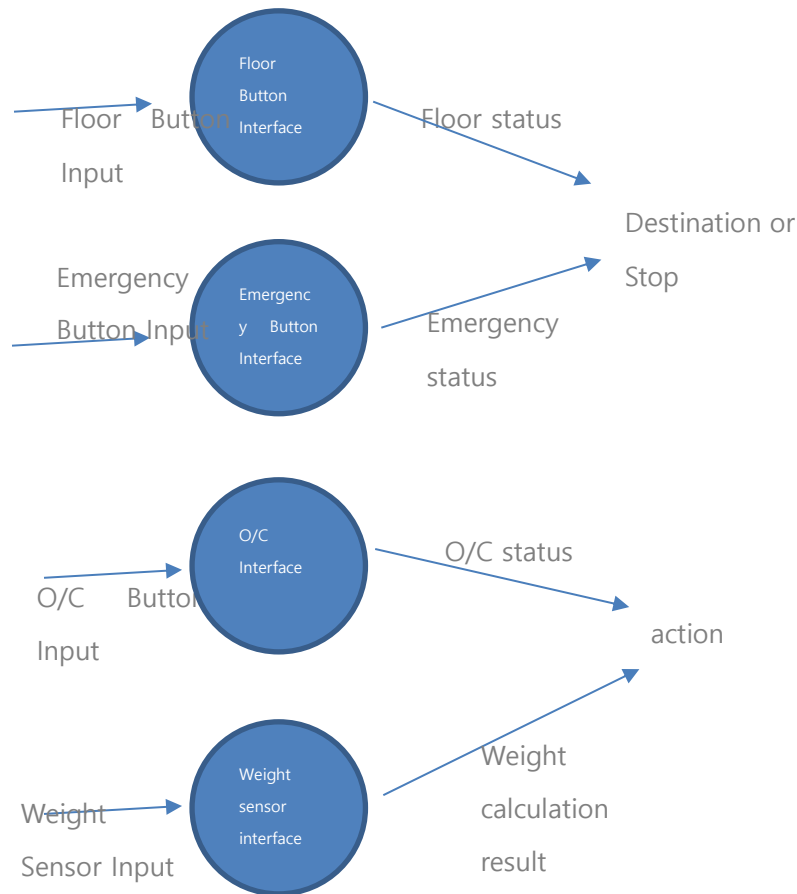 Floor
Button
Interface
Floor Button
Input
Floor status
Destination or
Stop
Emergency
Button Input
Emergenc
y Button
Interface
Emergency
status
O/C
Interface
O/C Button
Input
O/C status
action
Weight
sensor
interface
Weight
Sensor Input
Weight
calculation
result